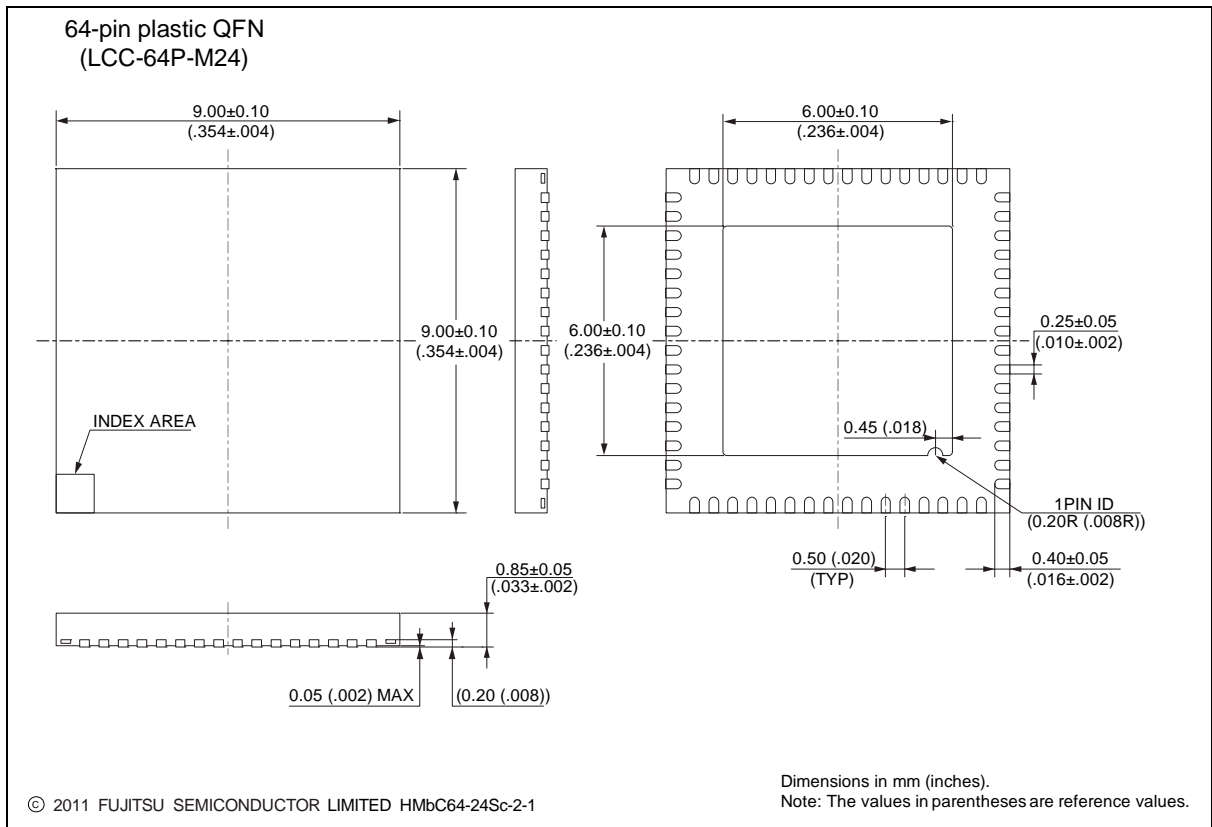 64-pin plastic QFN
(LCC-64P-M24)
9.00±0.10
(.354±.004)
6.00±0.10
(.236±.004)
9.00±0.10
(.354±.004)
6.00±0.10
(.236±.004)
0.25±0.05
(.010±.002)
INDEX AREA
0.45 (.018)
1PIN ID
(0.20R (.008R))
0.50 (.020)
(TYP)
0.40±0.05
(.016±.002)
0.85±0.05
(.033±.002)
0.05 (.002) MAX
(0.20 (.008))
Dimensions in mm (inches).
Note: The values in parentheses are reference values.
© 2011 FUJITSU SEMICONDUCTOR LIMITED HMbC64-24Sc-2-1